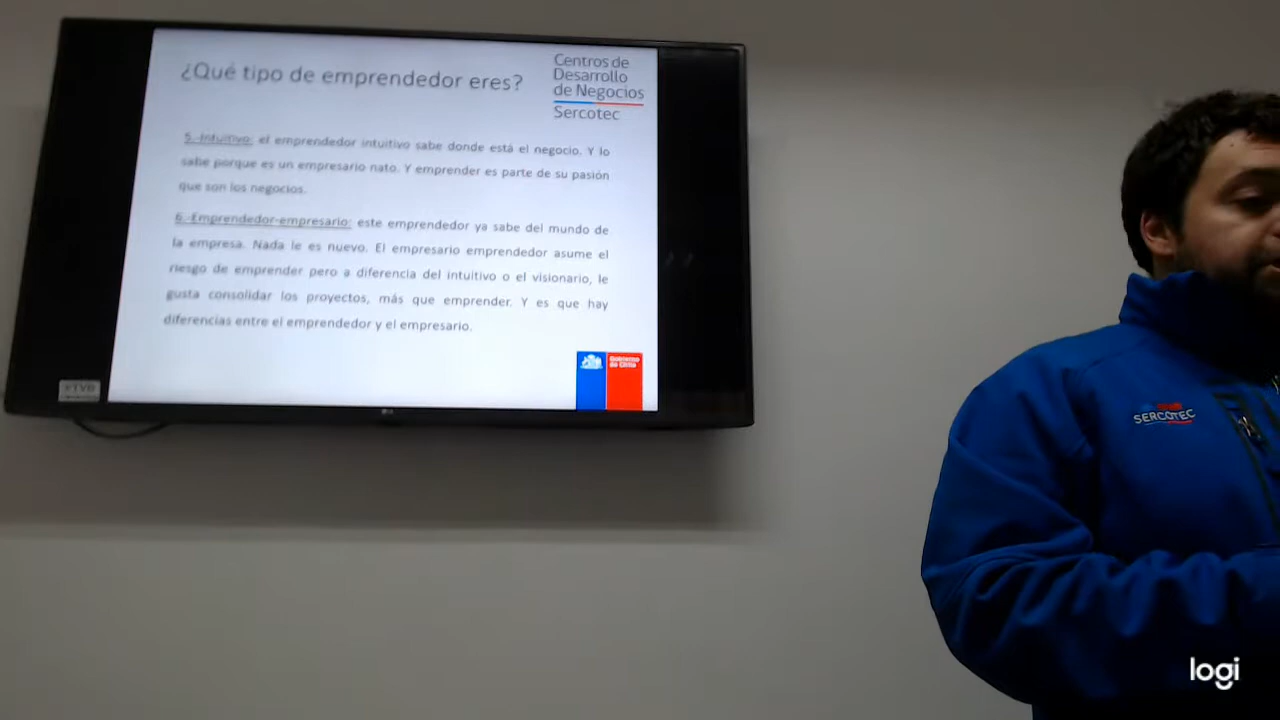 ¿Qué tipo de emprendedor eres?
Centros de
Desarrollo
de Negocios
Sercotec
5.-Intuitivo: el emprendedor intuitivo sabe donde está el negocio. Y lo
sabe porque es un empresario nato. Y emprender es parte de su pasión
que son los negocios.
6.-Emprendedor-empresario: este emprendedor ya sabe del mundo de
la empresa. Nada le es nuevo. El empresario emprendedor asume el
riesgo de emprender pero a diferencia del intuitivo o el visionario, le
gusta consolidar los proyectos, más que emprender. Y es que hay
diferencias entre el emprendedor y el empresario.
Gobierno
de Chile
SERCOTEC
logi